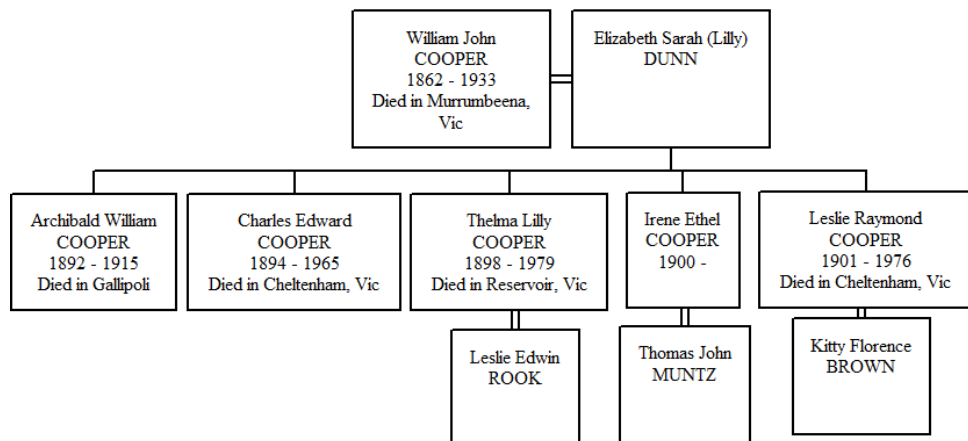 William John
COOPER
1862 - 1933
Died in Murrumbeena,
Vic
Elizabeth Sarah (Lilly)
DUNN
Archibald William
COOPER
1892 - 1915
Died in Gallipoli
Charles Edward
COOPER
1894 - 1965
Died in Cheltenham, Vic
Thelma Lilly
COOPER
1898 - 1979
Died in Reservoir, Vic
Irene Ethel
COOPER
1900 -
Leslie Raymond
COOPER
1901 - 1976
Died in Cheltenham, Vic
Leslie Edwin
ROOK
Thomas John
MUNTZ
Kitty Florence
BROWN